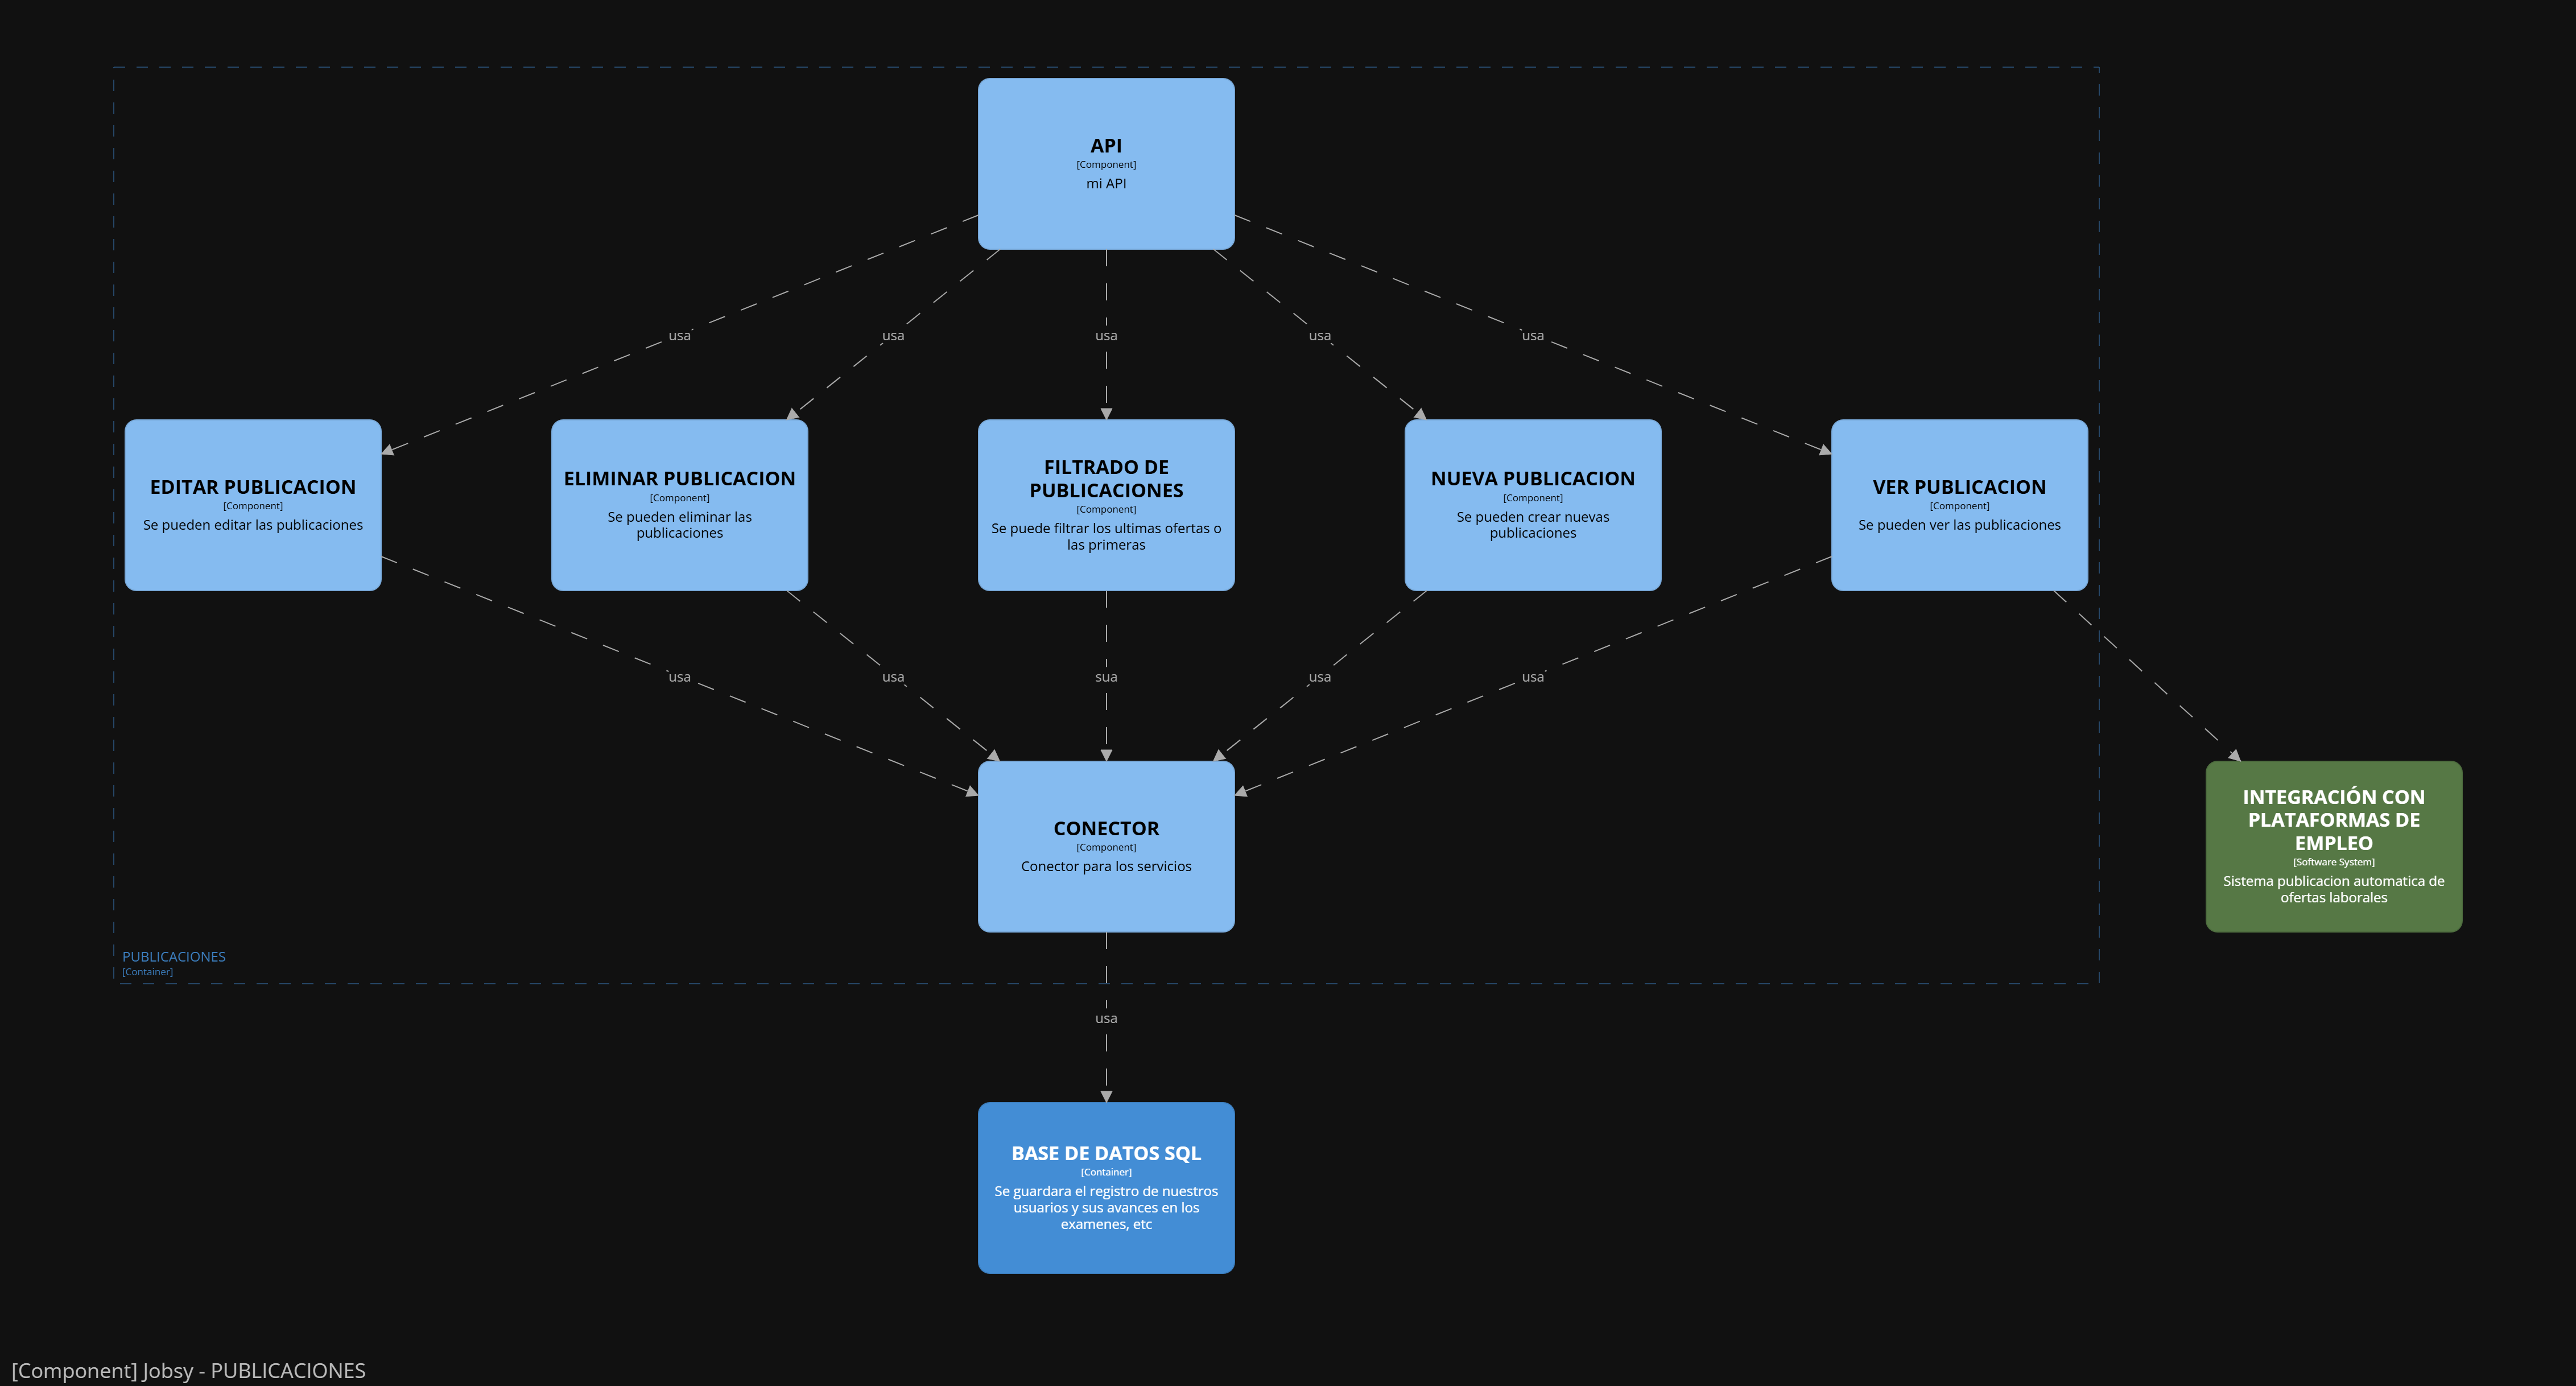 API
[Component]
mi API
usa
usa
usa
usa
usa
EDITAR PUBLICACION
[Component]
Se pueden editar las publicaciones
ELIMINAR PUBLICACION
[Component]
Se pueden eliminar las
publicaciones
FILTRADO DE
PUBLICACIONES
[Component]
Se puede filtrar los ultimas ofertas o
las primeras
NUEVA PUBLICACION
[Component]
Se pueden crear nuevas
publicaciones
VER PUBLICACION
[Component]
Se pueden ver las publicaciones
usa
usa
sua
usa
usa
CONECTOR
[Component]
Conector para los servicios
INTEGRACIÓN CON
PLATAFORMAS DE
EMPLEO
[Software System]
Sistema publicacion automatica de
ofertas laborales
PUBLICACIONES
[Container]
usa
BASE DE DATOS SQL
[Container]
Se guardara el registro de nuestros
usuarios y sus avances en los
examenes, etc
[Component] Jobsy - PUBLICACIONES